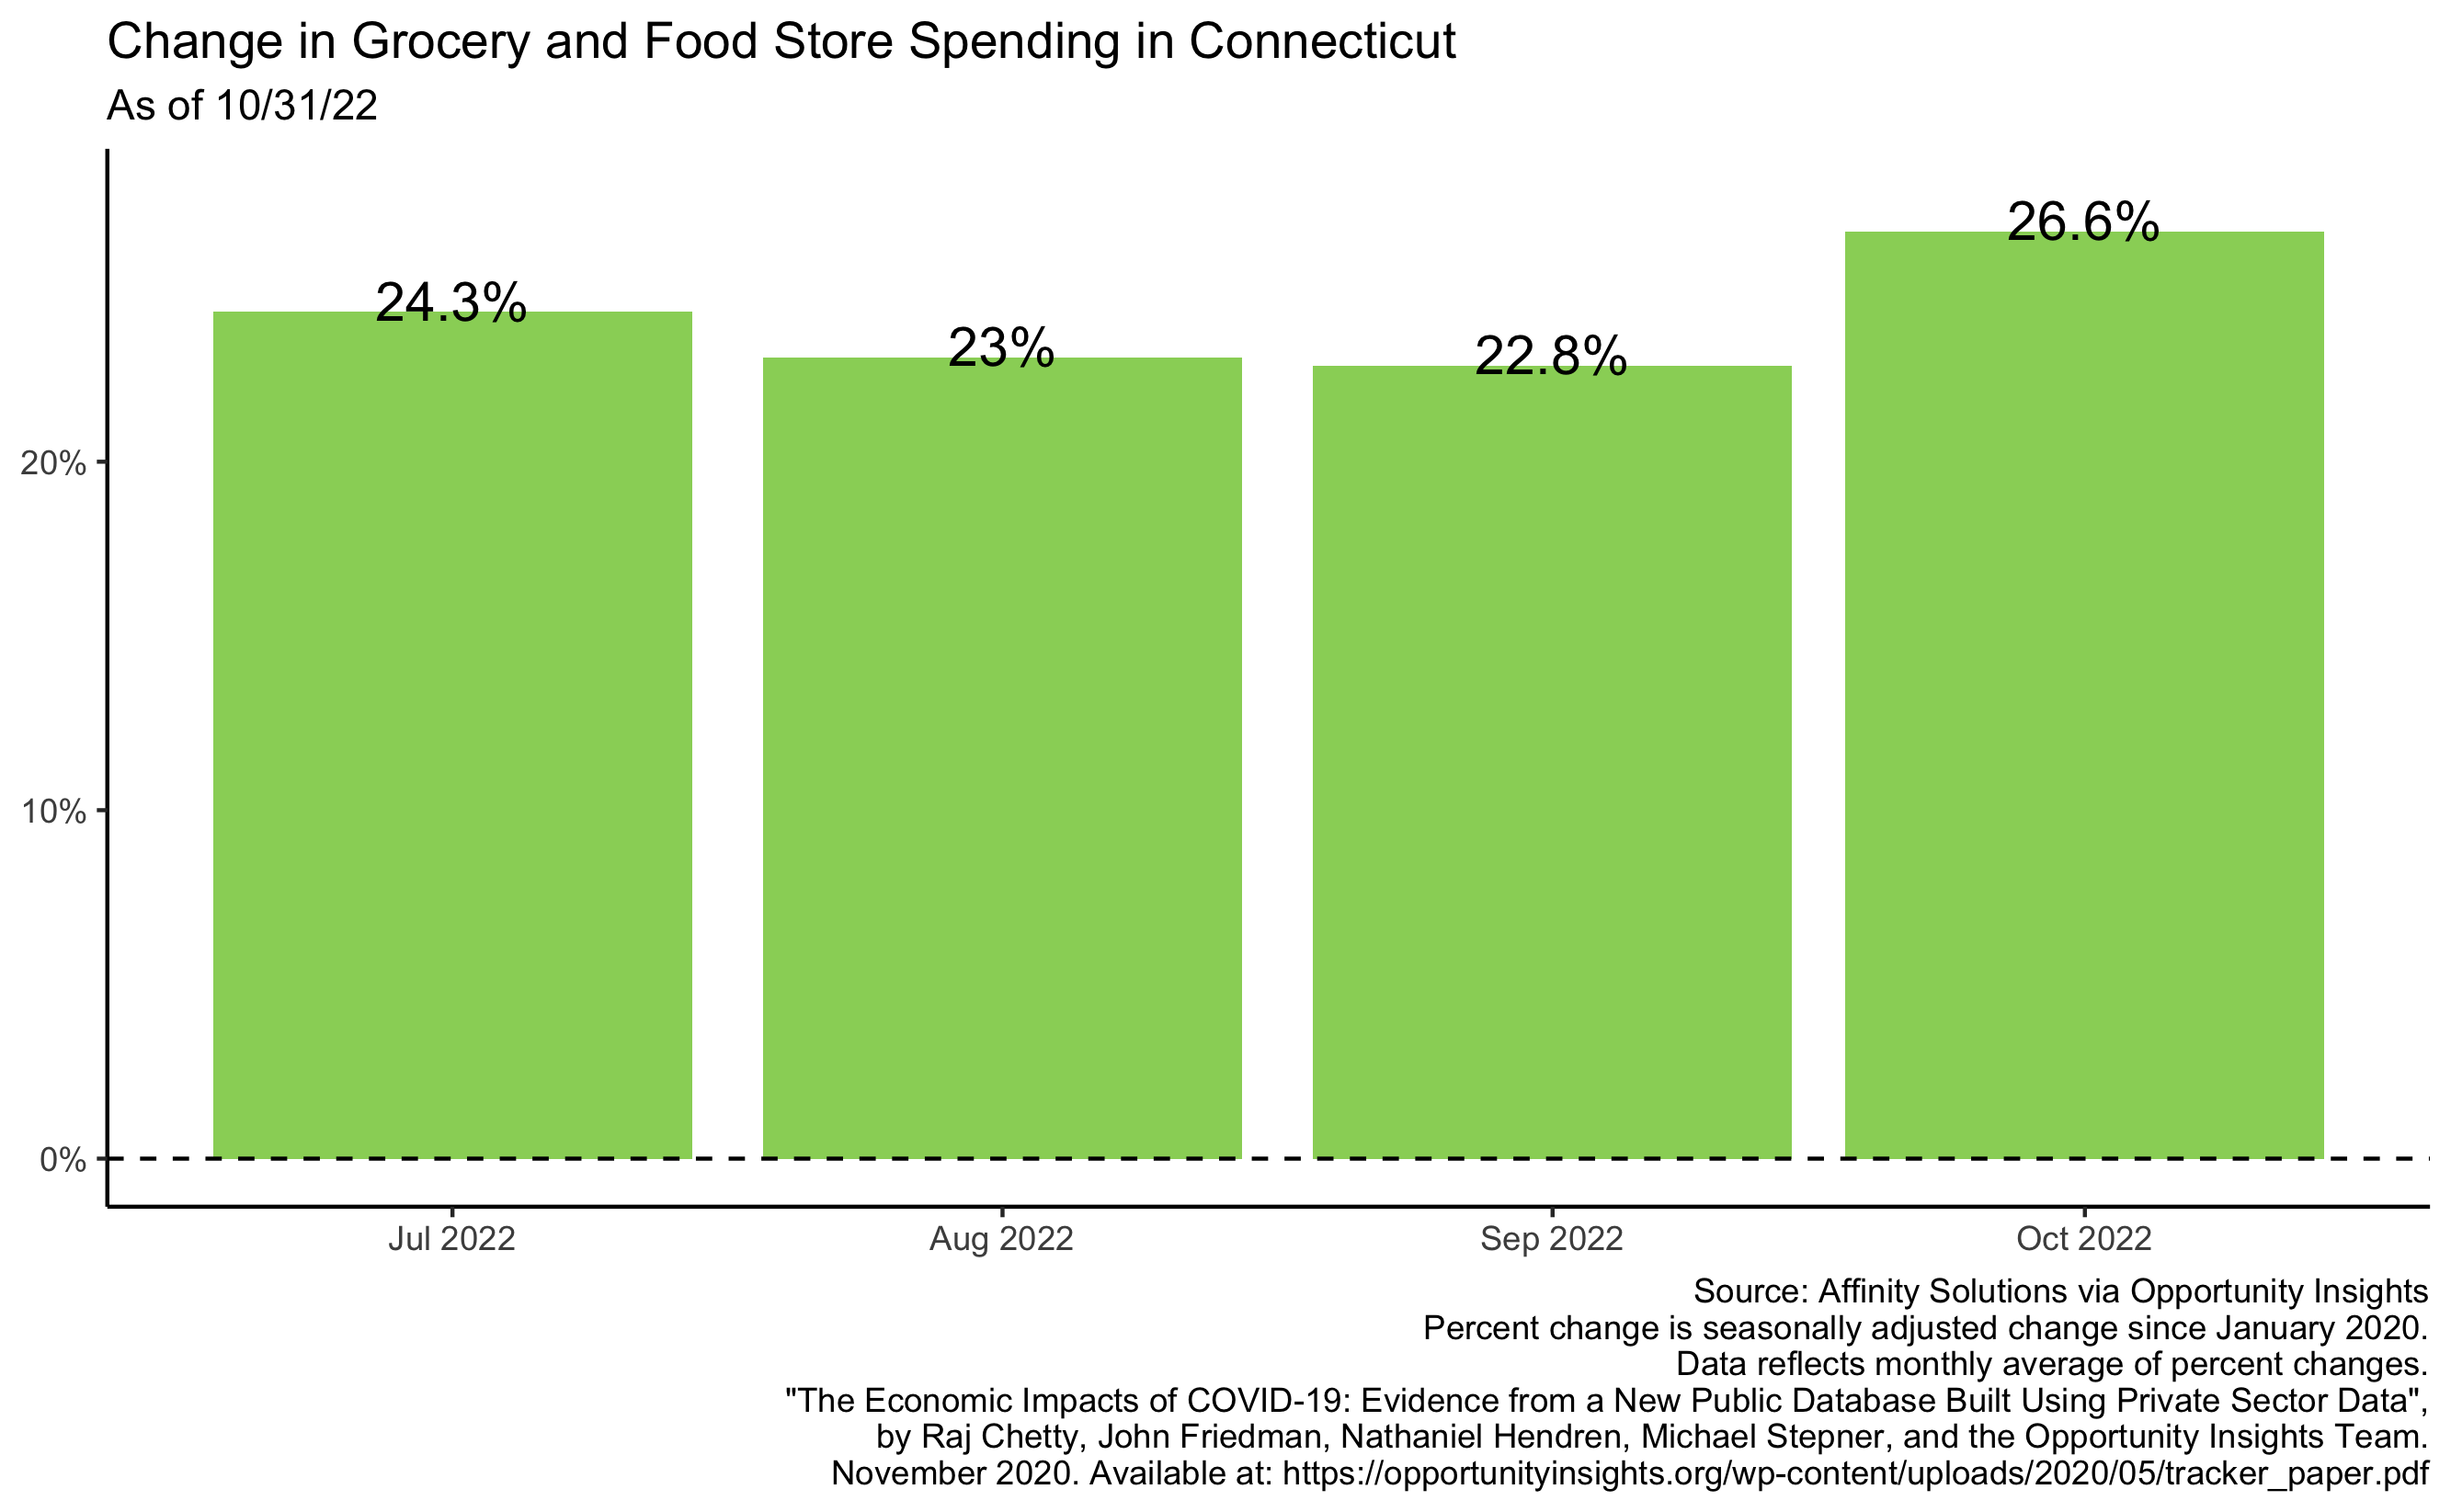 Change in Grocery and Food Store Spending in Connecticut
As of 10/31/22
24.3%
23%
22.8%
26.6%
20%
10%
0%
Jul 2022
Aug 2022
Sep 2022
Oct 2022
Source: Affinity Solutions via Opportunity Insights
Percent change is seasonally adjusted change since January 2020.
Data reflects monthly average of percent changes.
"The Economic Impacts of COVID-19: Evidence from a New Public Database Built Using Private Sector Data",
by Raj Chetty, John Friedman, Nathaniel Hendren, Michael Stepner, and the Opportunity Insights Team.
November 2020. Available at: https://opportunityinsights.org/wp-content/uploads/2020/05/tracker_paper.pdf